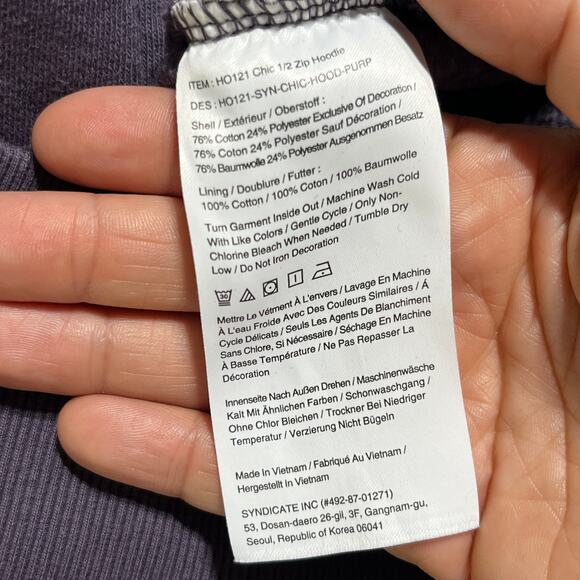 ITEM : HO121 Chic 1/2 Zip Hoodie
DES : HO121-SYN-CHIC-HOOD-PURP
Shell / Extérieur / Oberstoff :
76% Cotton 24% Polyester Exclusive Of Decoration /
76% Coton 24% Polyester Sauf Décoration /
76% Baumwolle 24% Polyester Ausgenommen Besatz
Lining / Doublure / Futter :
100% Cotton / 100% Coton / 100% Baumwolle
Turn Garment Inside Out / Machine Wash Cold
With Like Colors / Gentle Cycle / Only Non-
Chlorine Bleach When Needed / Tumble Dry
Low / Do Not Iron Decoration
30
Mettre Le Vétment À L'envers / Lavage En Machine
À L'eau Froide Avec Des Couleurs Similaires / Á
Cycle Délicats / Seuls Les Agents De Blanchiment
Sans Chlore, Si Nécessaire / Séchage En Machine
À Basse Température / Ne Pas Repasser La
Décoration
Innenseite Nach Außen Drehen / Maschinenwäsche
Kalt Mit Ähnlichen Farben / Schonwaschgang /
Ohne Chlor Bleichen / Trockner Bei Niedriger
Temperatur / Verzierung Nicht Bügeln
Made In Vietnam / Fabriqué Au Vietnam /
Hergestellt In Vietnam
SYNDICATE INC (#492-87-01271)
53, Dosan-daero 26-gil, 3F, Gangnam-gu,
Seoul, Republic of Korea 06041